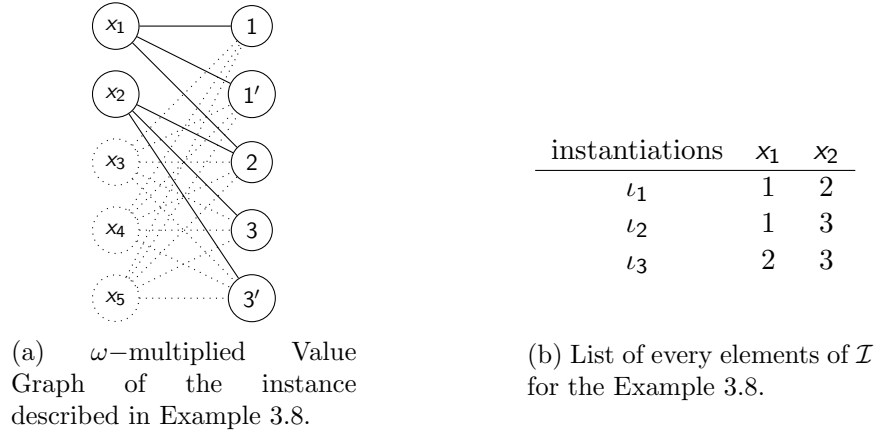 x₁ 1
x₂ 1′
x₃ 2
x₄ 3
x₅ 3′
(a) ω−multiplied Value
Graph of the instance
described in Example 3.8.
instantiations x₁ x₂
ι₁ 1 2
ι₂ 1 3
ι₃ 2 3
(b) List of every elements of ℐ
for the Example 3.8.